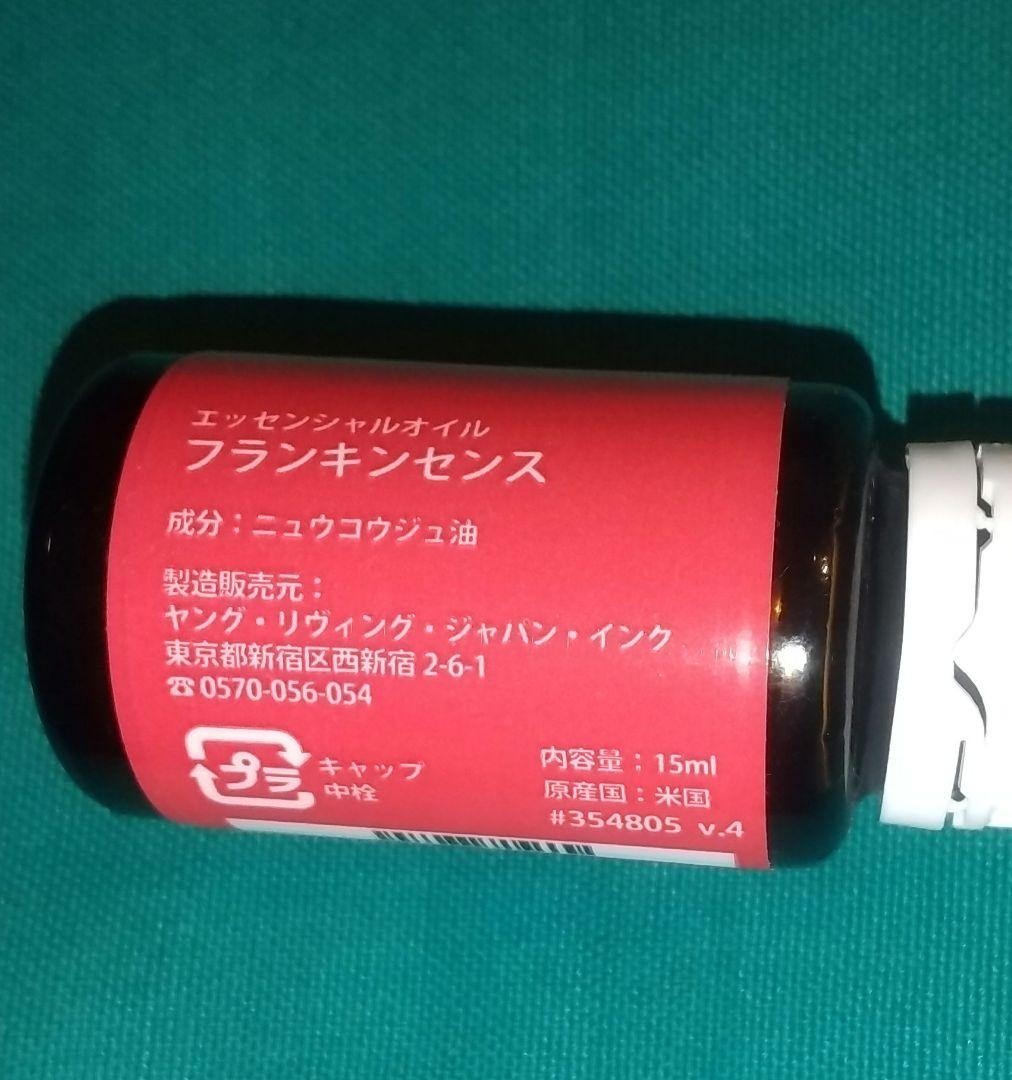 エッセンシャルオイル
フランキンセンス
成分：ニュウコウジュ油
製造販売元：
ヤング・リヴィング・ジャパン・インク
東京都新宿区西新宿 2-6-1
☎0570-056-054
プラ
キャップ
中栓
内容量：15ml
原産国：米国
#354805 v.4